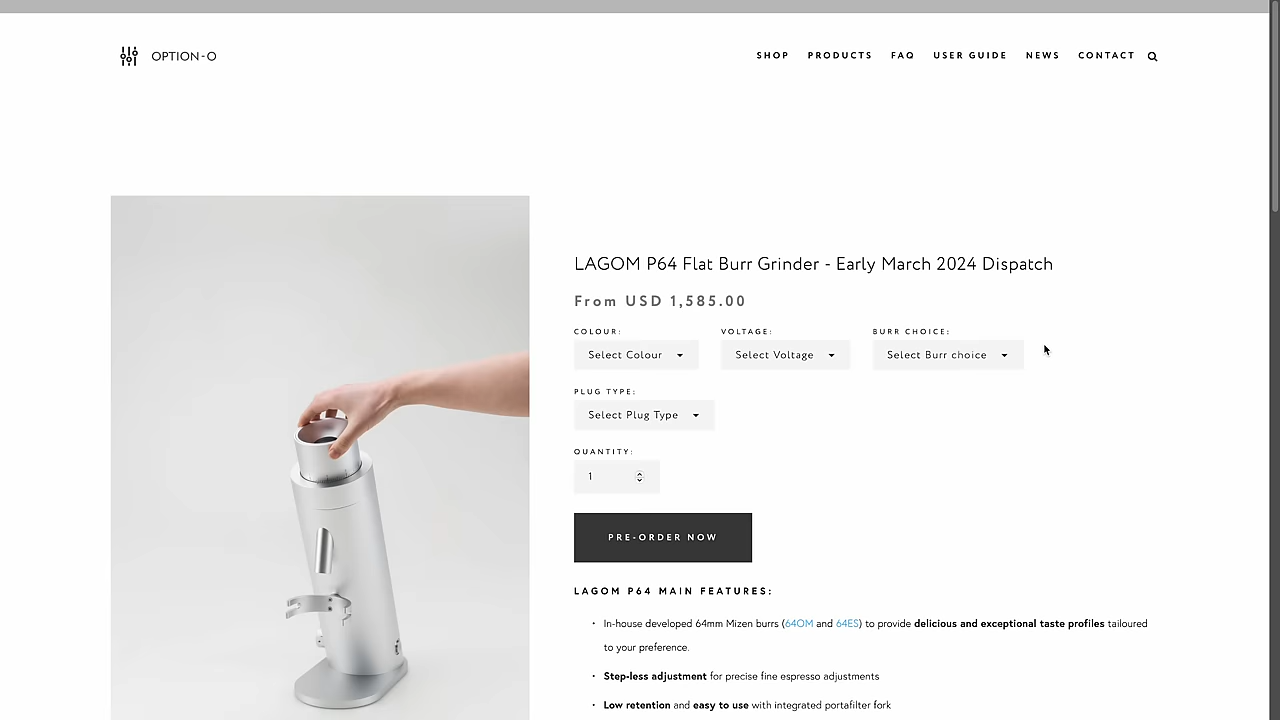 OPTION-O
SHOP PRODUCTS FAQ USER GUIDE NEWS CONTACT
LAGOM P64 Flat Burr Grinder - Early March 2024 Dispatch
From USD 1,585.00
COLOUR: VOLTAGE: BURR CHOICE:
Select Colour Select Voltage Select Burr choice
PLUG TYPE:
Select Plug Type
QUANTITY:
1
PRE-ORDER NOW
LAGOM P64 MAIN FEATURES:
• In-house developed 64mm Mizen burrs (64OM and 64ES) to provide delicious and exceptional taste profiles tailoured
to your preference.
• Step-less adjustment for precise fine espresso adjustments
• Low retention and easy to use with integrated portafilter fork